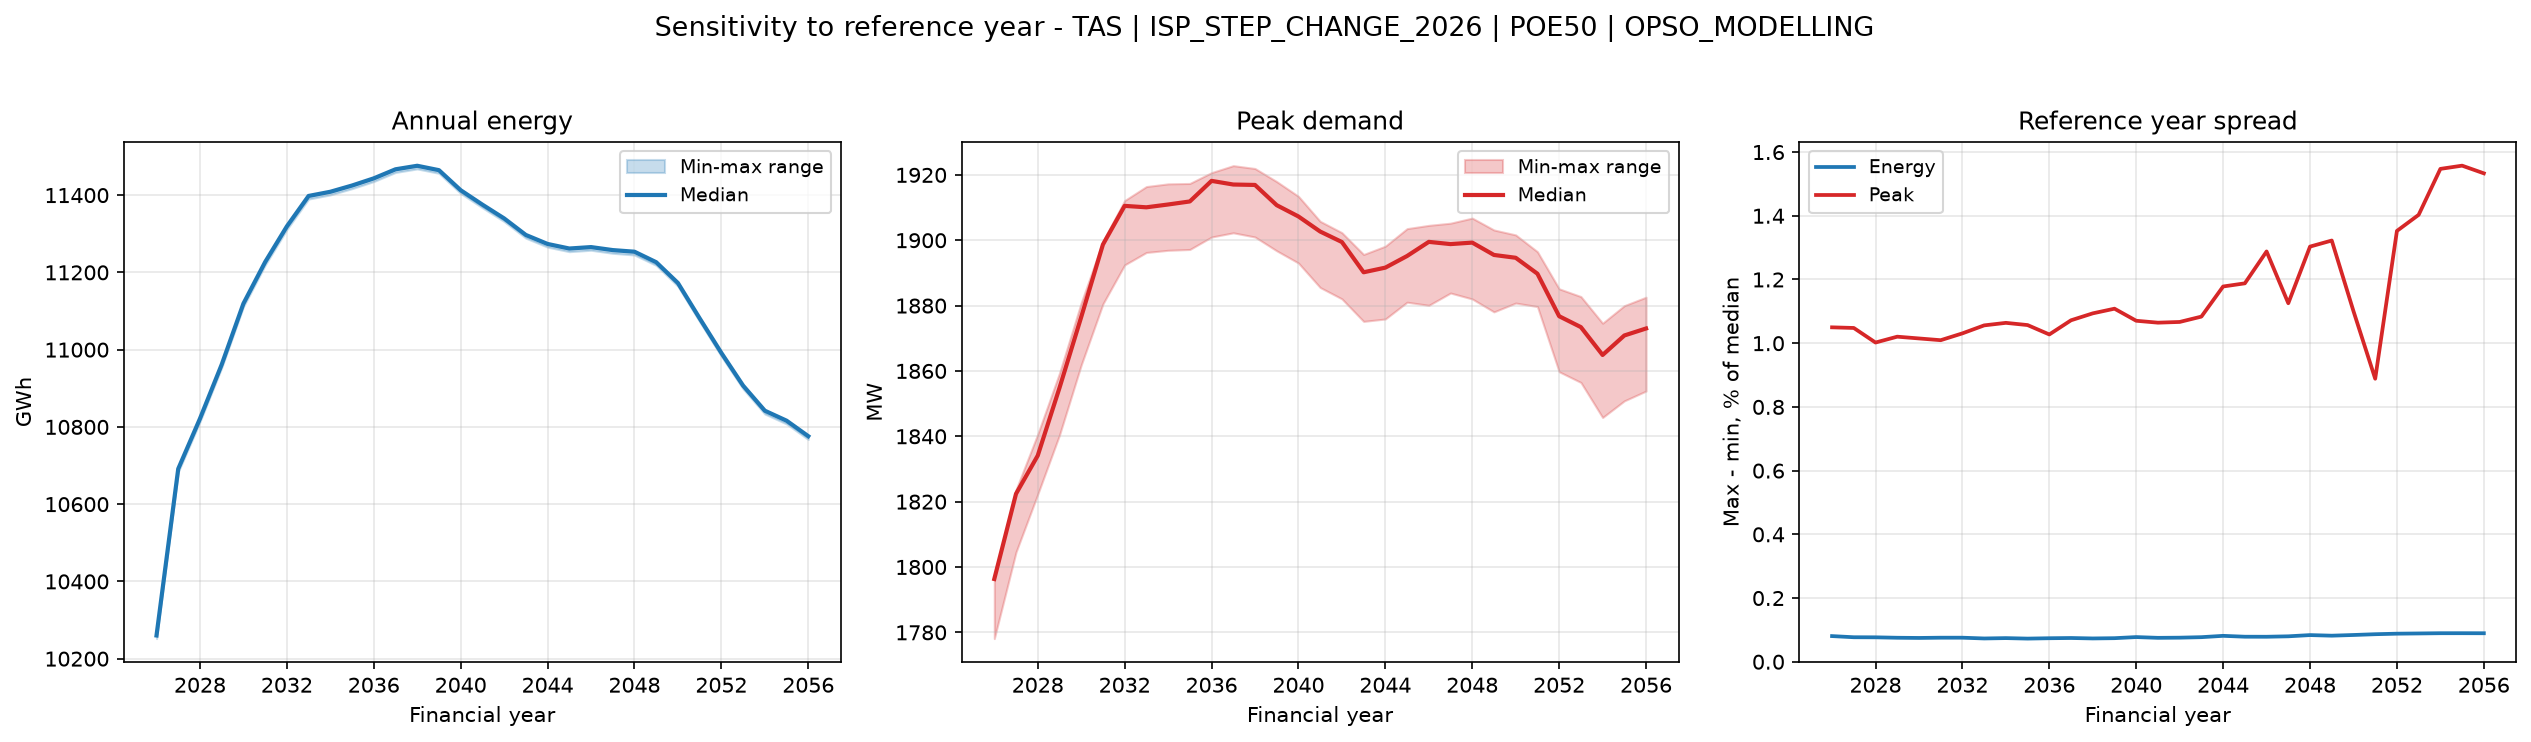 Sensitivity to reference year - TAS | ISP_STEP_CHANGE_2026 | POE50 | OPSO_MODELLING
Annual energy
Min-max range
Median
11400
11200
11000
10800
10600
10400
10200
GWh
2028 2032 2036 2040 2044 2048 2052 2056
Financial year
Peak demand
Min-max range
Median
1920
1900
1880
1860
1840
1820
1800
1780
MW
2028 2032 2036 2040 2044 2048 2052 2056
Financial year
Reference year spread
Energy
Peak
1.6
1.4
1.2
1.0
0.8
0.6
0.4
0.2
0.0
Max - min, % of median
2028 2032 2036 2040 2044 2048 2052 2056
Financial year